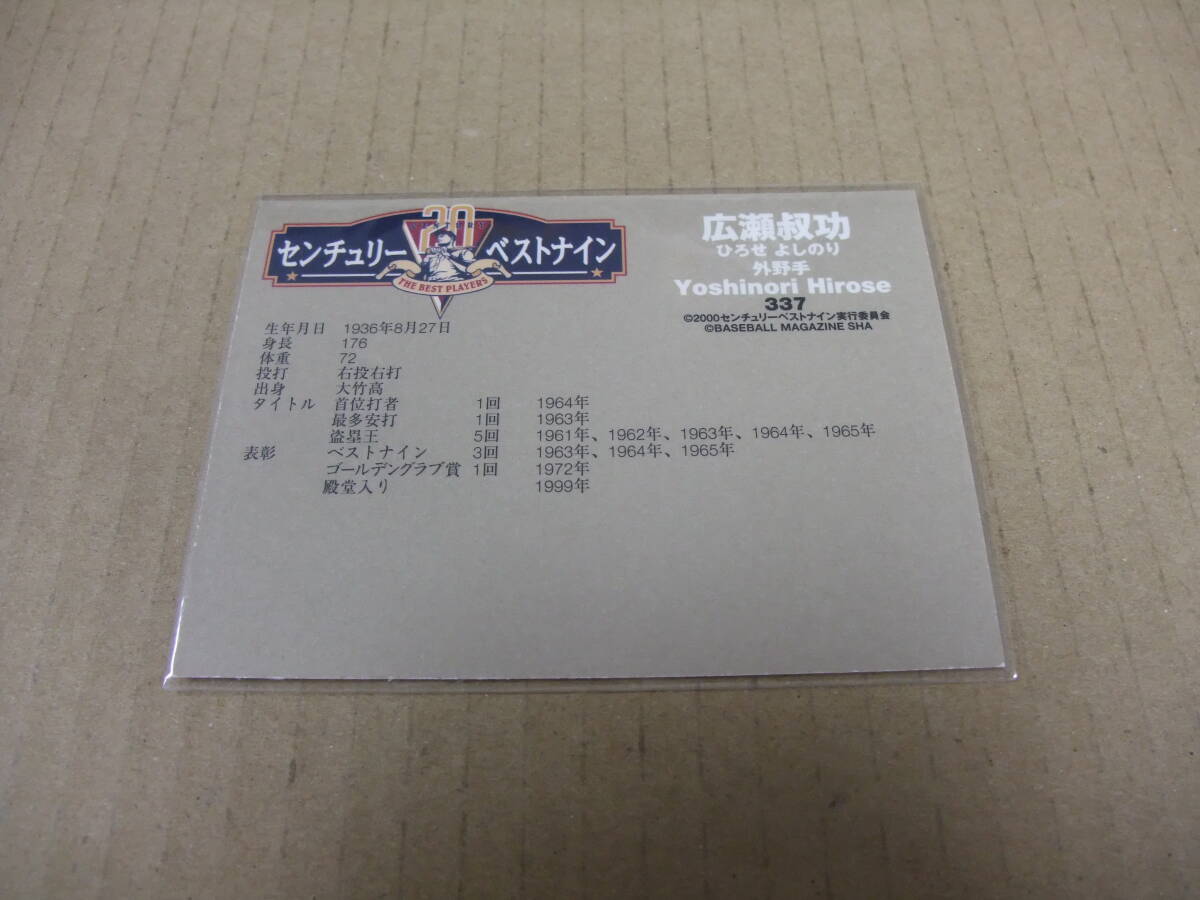 センチュリー 20 ベストナイン
THE BEST PLAYERS
広瀬叔功
ひろせ よしのり
外野手
Yoshinori Hirose
337
©2000センチュリーベストナイン実行委員会
©BASEBALL MAGAZINE SHA
生年月日 1936年8月27日
身長 176
体重 72
投打 右投右打
出身 大竹高
タイトル 首位打者 1回 1964年
最多安打 1回 1963年
盗塁王 5回 1961年、1962年、1963年、1964年、1965年
表彰 ベストナイン 3回 1963年、1964年、1965年
ゴールデングラブ賞 1回 1972年
殿堂入り 1999年